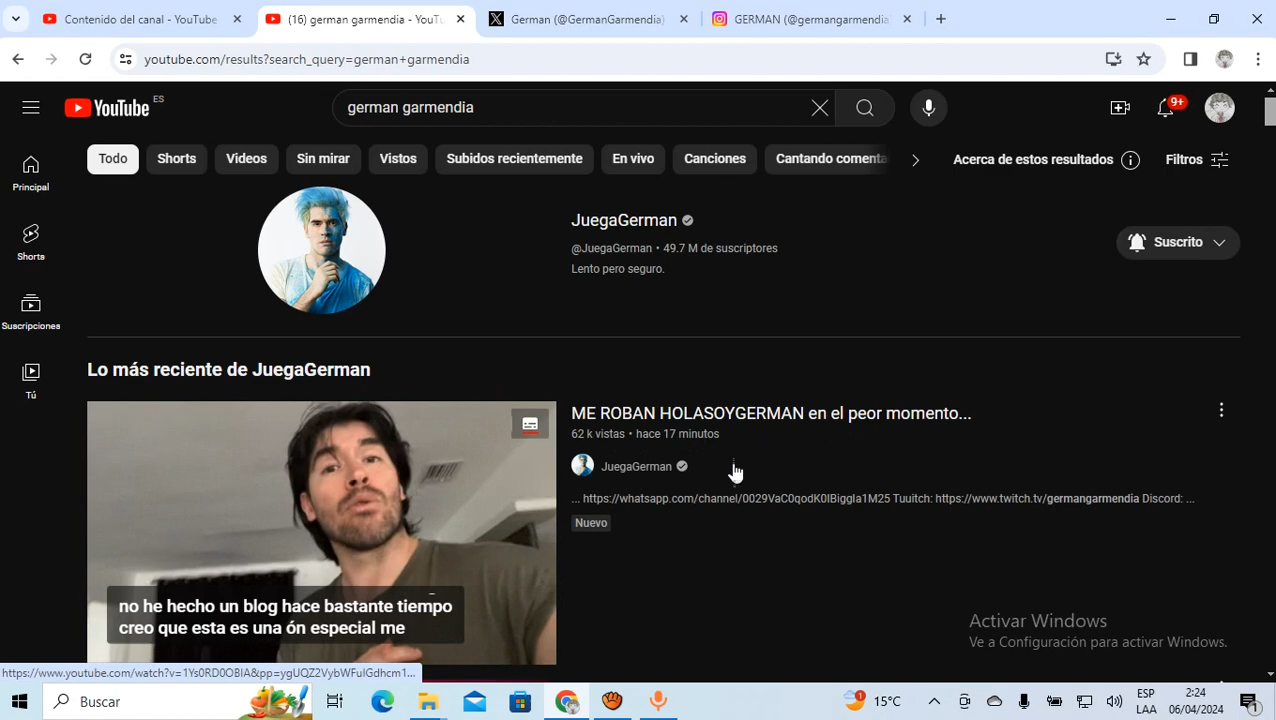 Contenido del canal - YouTube
(16) german garmendia - YouTu
German (@GermanGarmendia)
GERMAN (@germangarmendia
youtube.com/results?search_query=german+garmendia
YouTube ES
german garmendia
9+
Todo
Shorts
Videos
Sin mirar
Vistos
Subidos recientemente
En vivo
Canciones
Cantando comenta
Acerca de estos resultados
Filtros
Principal
Shorts
Suscripciones
Tú
JuegaGerman
@JuegaGerman • 49.7 M de suscriptores
Lento pero seguro.
Suscrito
Lo más reciente de JuegaGerman
ME ROBAN HOLASOYGERMAN en el peor momento...
62 k vistas • hace 17 minutos
JuegaGerman
... https://whatsapp.com/channel/0029VaC0qodK0IBiggIa1M25 Tuuitch: https://www.twitch.tv/germangarmendia Discord: ...
Nuevo
no he hecho un blog hace bastante tiempo
creo que esta es una ón especial me
Activar Windows
Ve a Configuración para activar Windows.
https://www.youtube.com/watch?v=1Ys0RD0OBIA&pp=ygUQZ2VybWFuIGdhcm1...
Buscar
1
15°C
ESP
LAA
2:24
06/04/2024
1